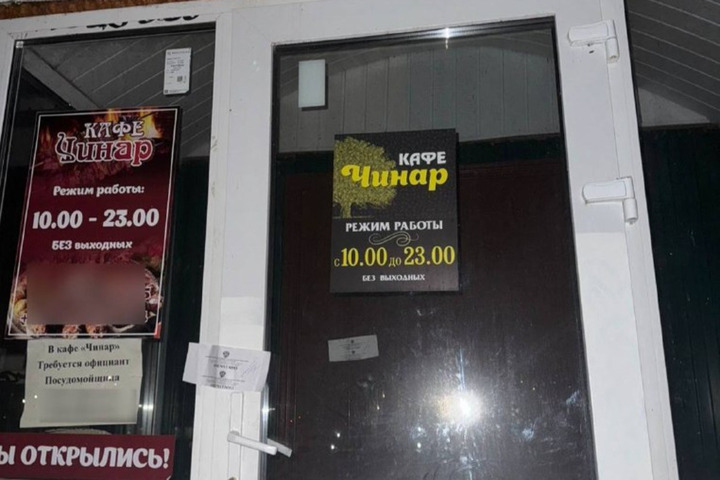 КАФЕ
Чинар
Режим работы:
10.00 - 23.00
БЕЗ выходных
В кафе «Чинар»
Требуется официант
Посудомойщица
Ы ОТКРЫЛИСЬ!
КАФЕ
Чинар
РЕЖИМ РАБОТЫ
с 10.00 до 23.00
БЕЗ ВЫХОДНЫХ